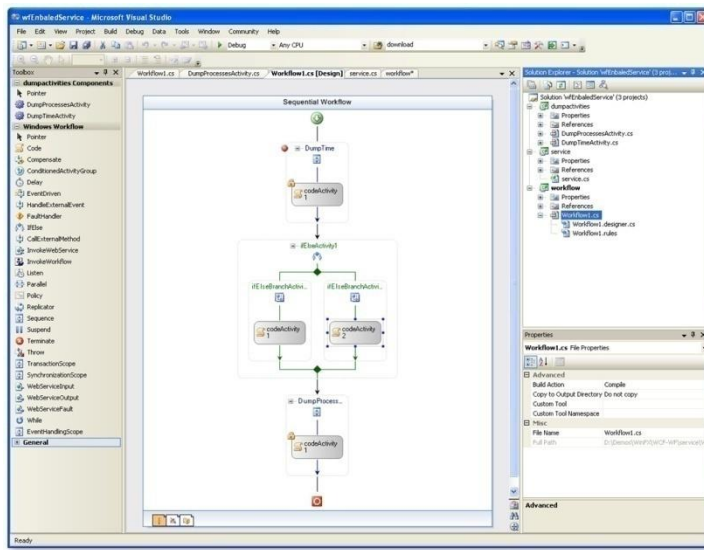 wfEnbaledService - Microsoft Visual Studio
File Edit View Project Build Debug Data Tools Window Community Help
Debug Any CPU download
Toolbox
dumpactivities Components
Pointer
DumpProcessesActivity
DumpTimeActivity
Windows Workflow
Pointer
Code
Compensate
ConditionedActivityGroup
Delay
EventDriven
HandleExternalEvent
FaultHandler
IfElse
CallExternalMethod
InvokeWebService
InvokeWorkflow
Listen
Parallel
Policy
Replicator
Sequence
Suspend
Terminate
Throw
TransactionScope
SynchronizationScope
WebServiceInput
WebServiceOutput
WebServiceFault
While
EventHandlingScope
General
Workflow1.cs DumpProcessesActivity.cs Workflow1.cs [Design] service.cs workflow*
Sequential Workflow
DumpTime
codeActivity
1
ifElseActivity1
ifElseBranchActivi... ifElseBranchActivi...
codeActivity
1
codeActivity
2
DumpProcess...
codeActivity
1
Solution Explorer - Solution 'wfEnbaledService' (3 proj...
Solution 'wfEnbaledService' (3 projects)
dumpactivities
Properties
References
DumpProcessesActivity.cs
DumpTimeActivity.cs
service
Properties
References
service.cs
workflow
Properties
References
Workflow1.cs
Workflow1.designer.cs
Workflow1.rules
Properties
Workflow1.cs File Properties
Advanced
Build Action Compile
Copy to Output Directory Do not copy
Custom Tool
Custom Tool Namespace
Misc
File Name Workflow1.cs
Full Path
Advanced
Ready